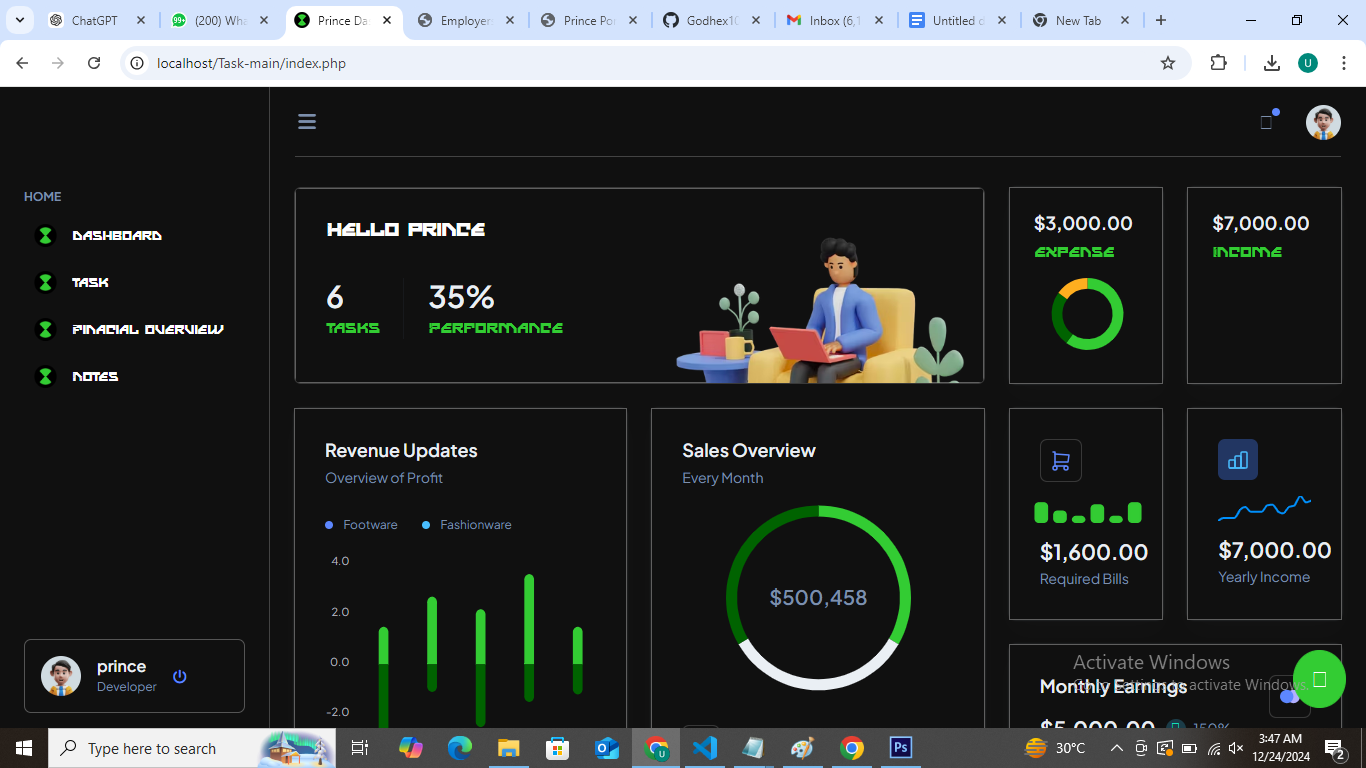 ChatGPT
(200) Wha
Prince Da
Employer
Prince Po
Godhex10
Inbox (6,1
Untitled d
New Tab
localhost/Task-main/index.php
U
HOME
DASHBOARD
TASK
FINACIAL OVERVIEW
NOTES
prince
Developer
HELLO PRINCE
6
TASKS
35%
PERFORMANCE
$3,000.00
EXPENSE
$7,000.00
INCOME
Revenue Updates
Overview of Profit
Footware Fashionware
4.0
2.0
0.0
-2.0
Sales Overview
Every Month
$500,458
$1,600.00
Required Bills
$7,000.00
Yearly Income
Monthly Earnings
$5,000.00 150%
Activate Windows
Go to Settings to activate Windows.
Type here to search
Ps
30°C
3:47 AM
12/24/2024
2